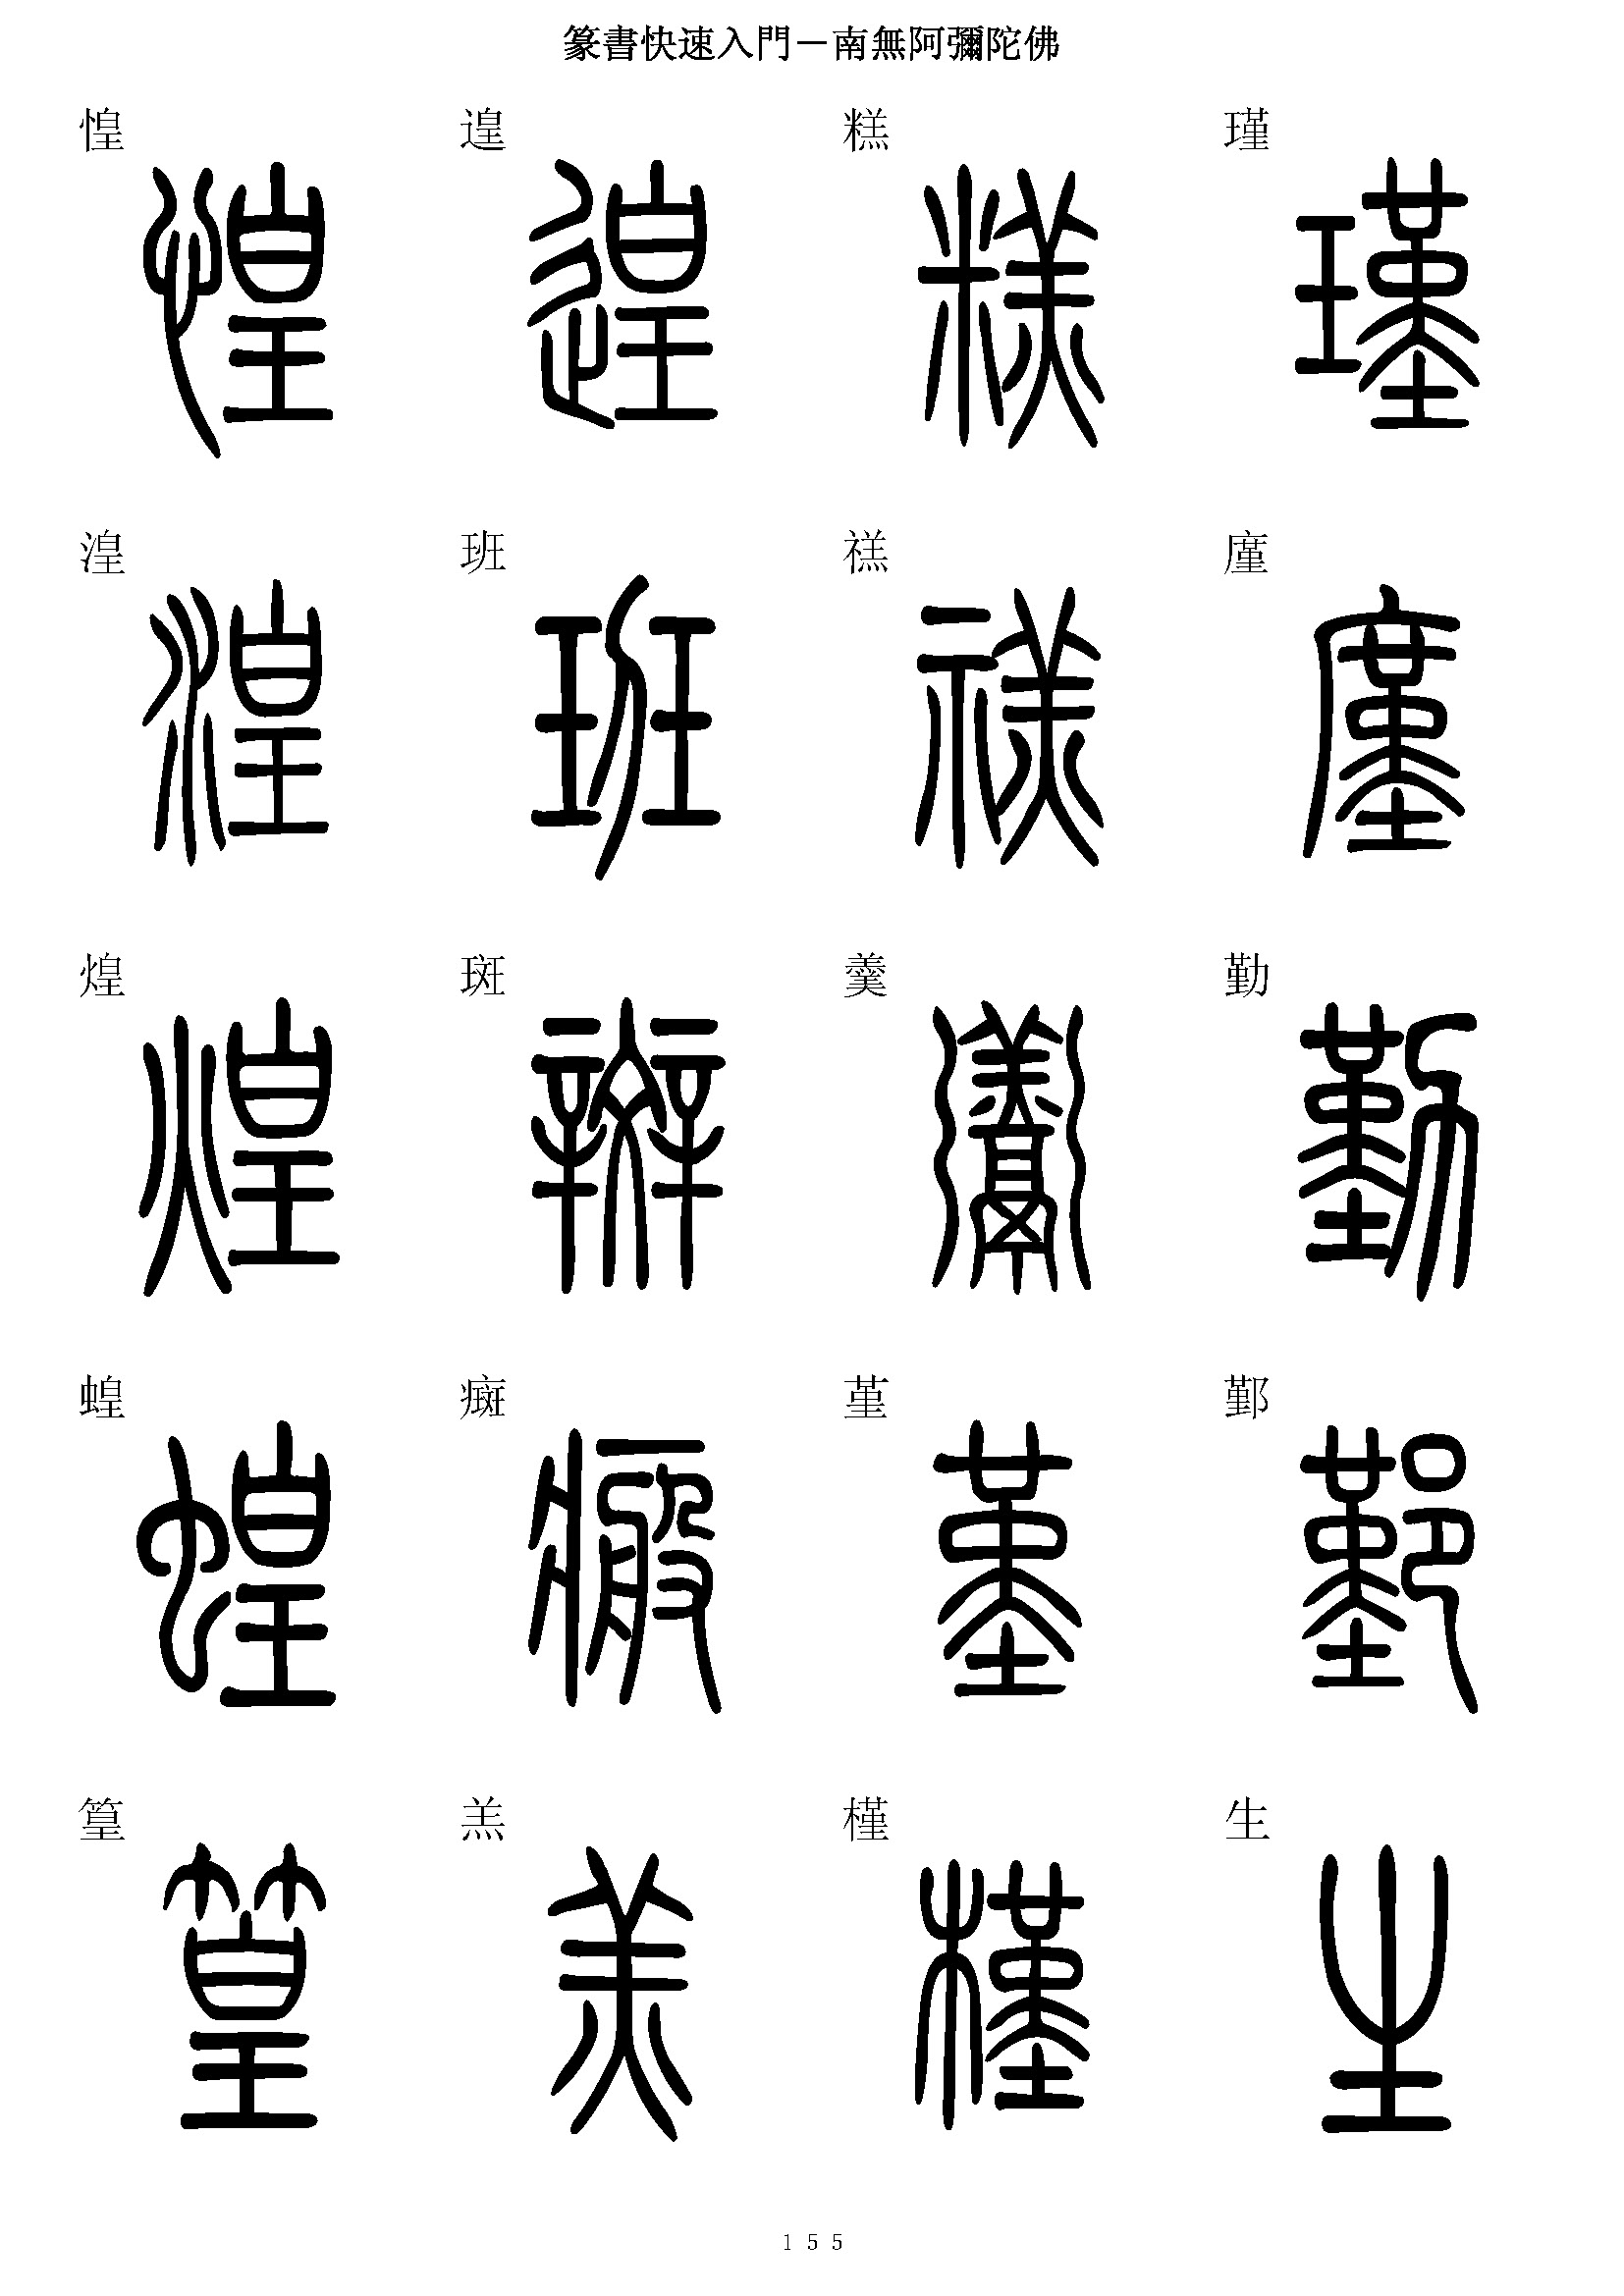 篆書快速入門－南無阿彌陀佛
惶 遑 糕 瑾
湟 班 禚 廑
煌 斑 羹 勤
蝗 癍 堇 鄞
篁 羔 槿 生
155